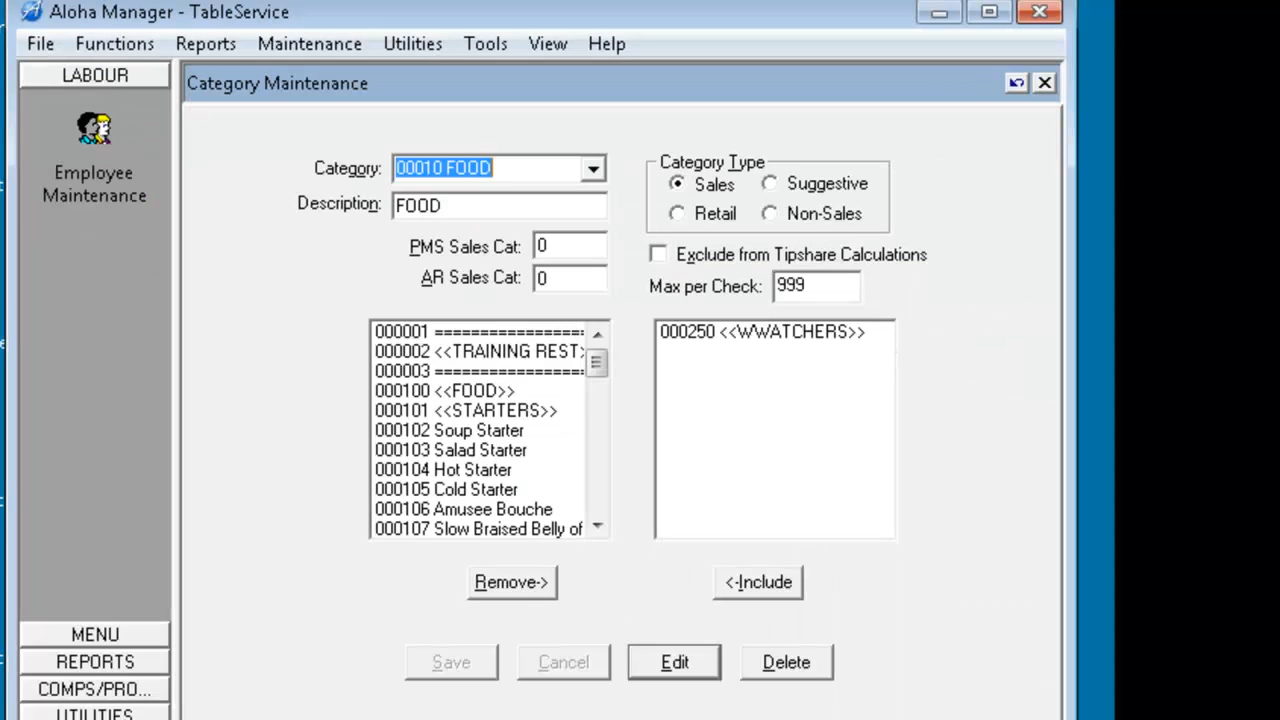 Aloha Manager - TableService
File Functions Reports Maintenance Utilities Tools View Help
LABOUR
Employee
Maintenance
MENU
REPORTS
COMPS/PRO...
UTILITIES
Category Maintenance
Category: 00010 FOOD
Description: FOOD
PMS Sales Cat: 0
AR Sales Cat: 0
Category Type
Sales Suggestive
Retail Non-Sales
Exclude from Tipshare Calculations
Max per Check: 999
000001 ==================
000002 <<TRAINING REST>
000003 ==================
000100 <<FOOD>>
000101 <<STARTERS>>
000102 Soup Starter
000103 Salad Starter
000104 Hot Starter
000105 Cold Starter
000106 Amusee Bouche
000107 Slow Braised Belly of
000250 <<WWATCHERS>>
Remove-> <-Include
Save Cancel Edit Delete